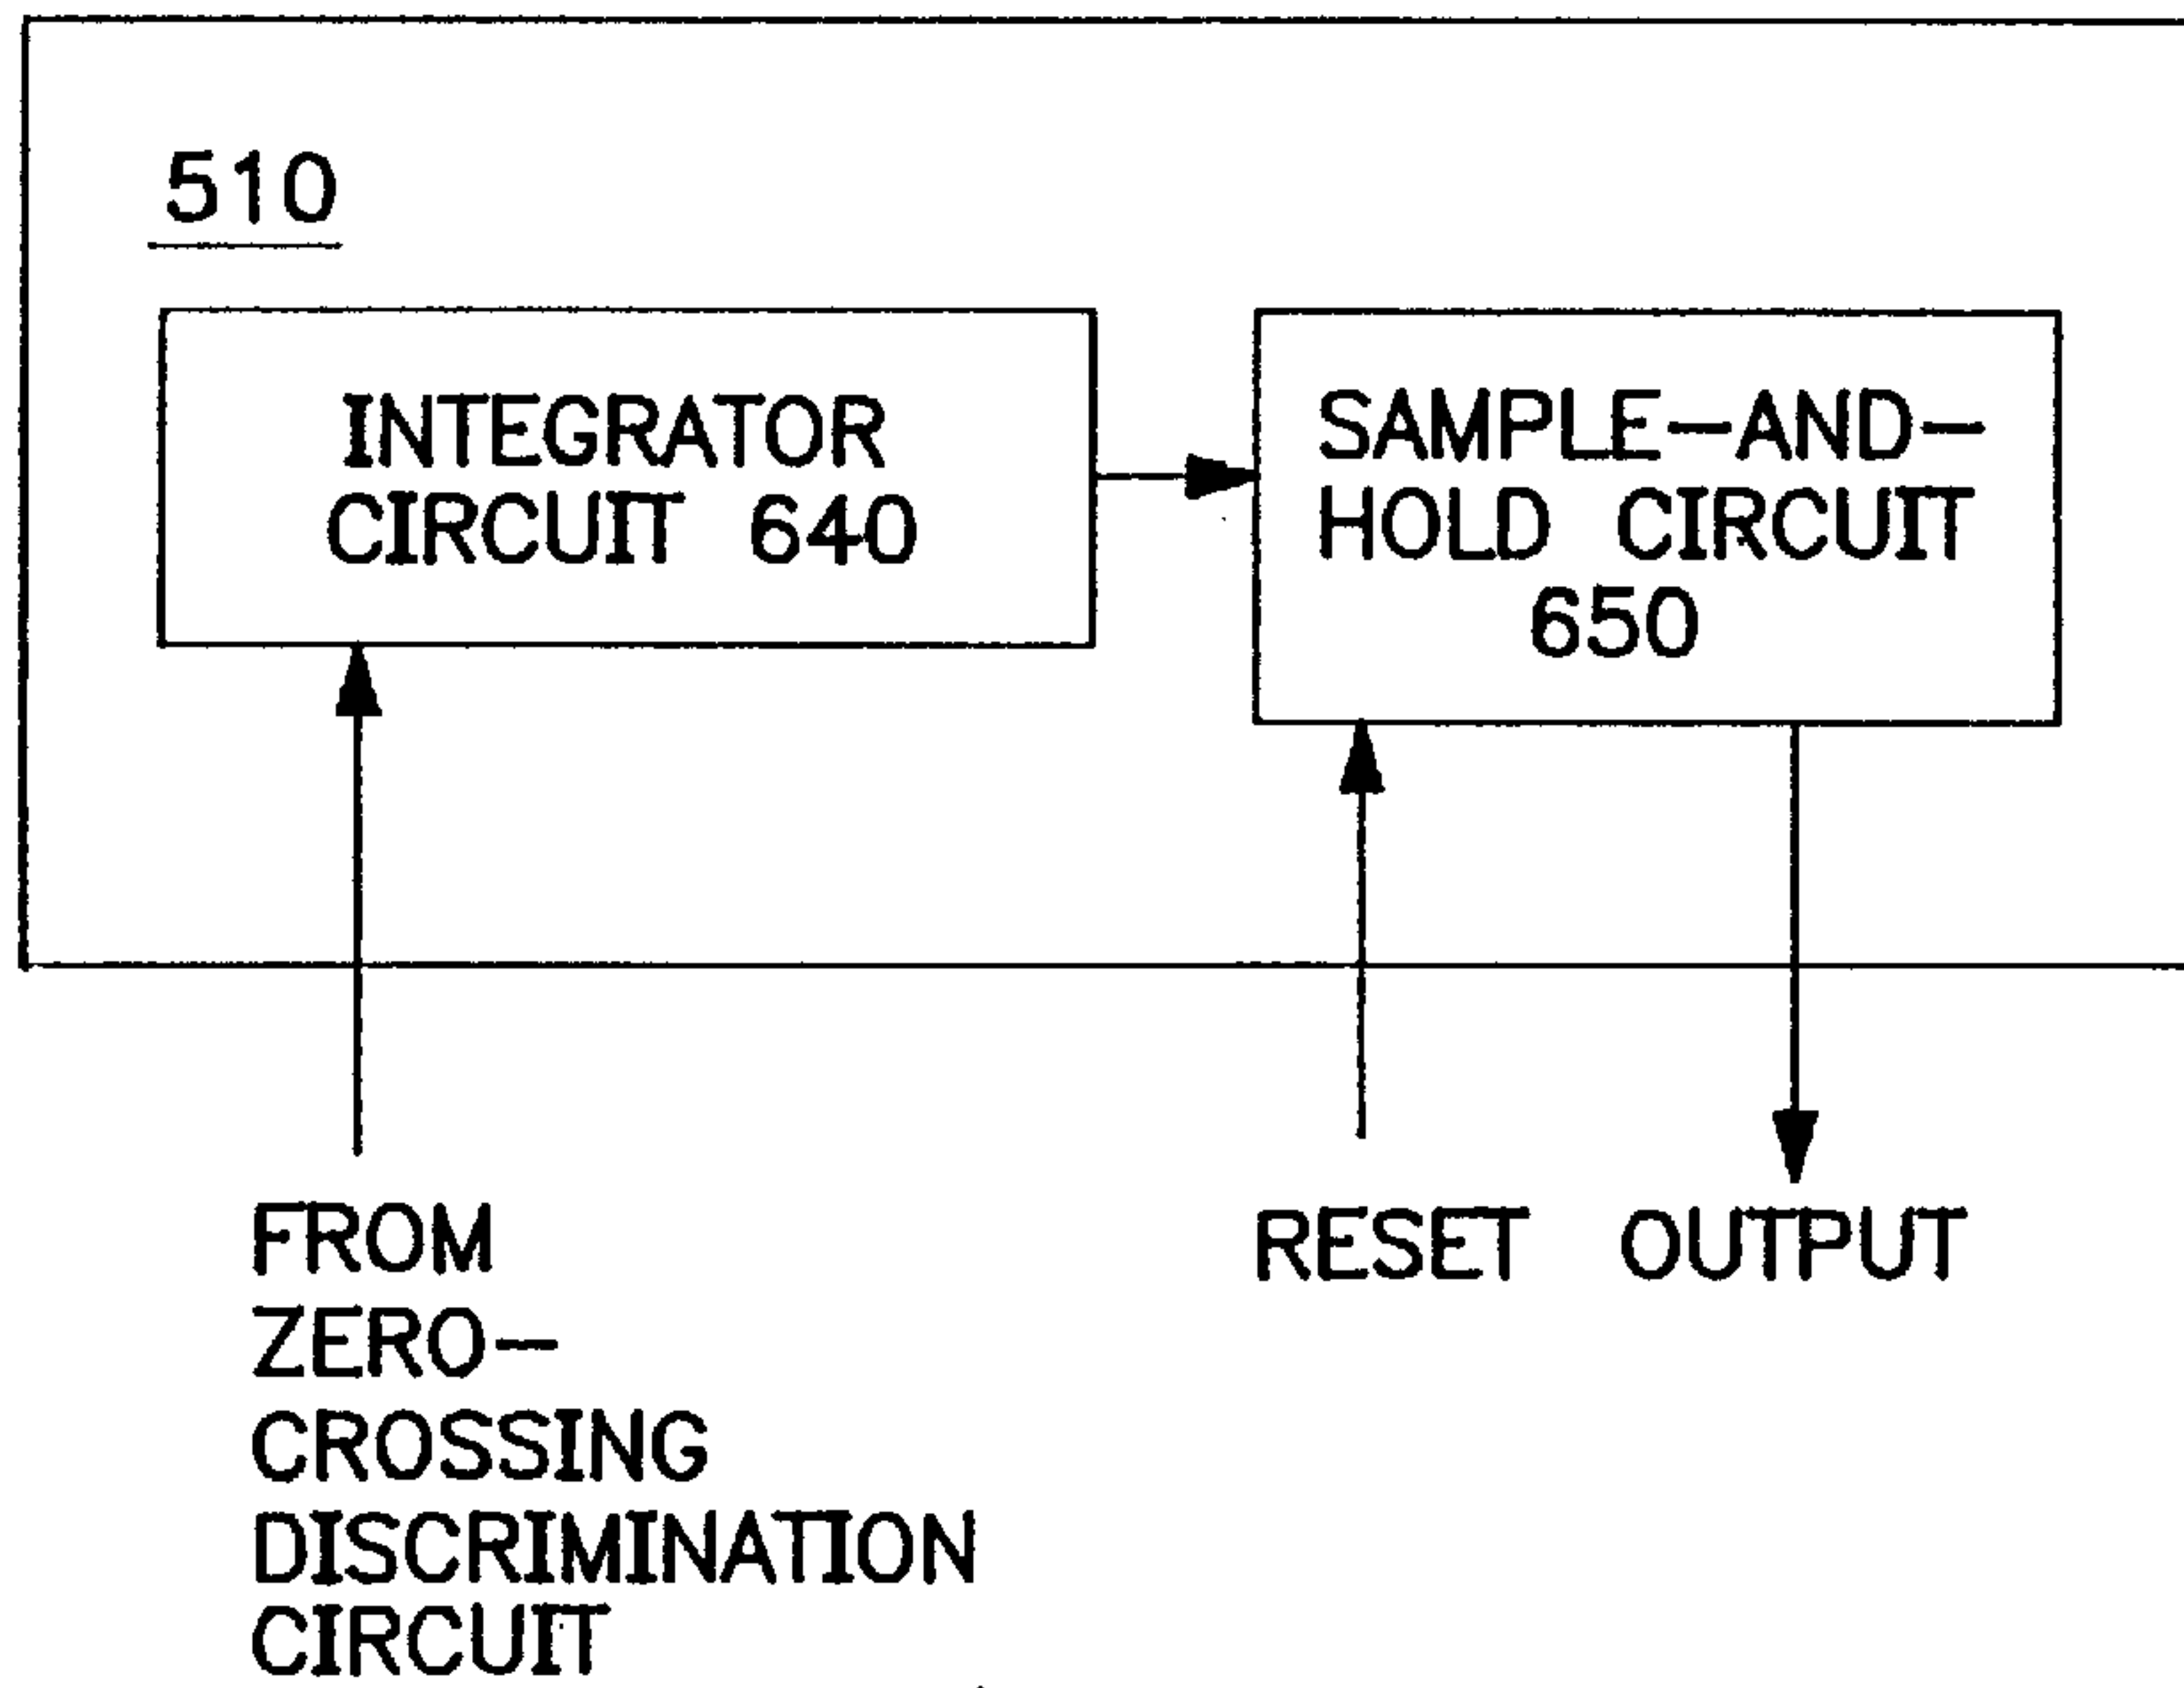 510
INTEGRATOR
CIRCUIT 640
SAMPLE-AND-
HOLD CIRCUIT
650
FROM
ZERO-
CROSSING
DISCRIMINATION
CIRCUIT
RESET
OUTPUT